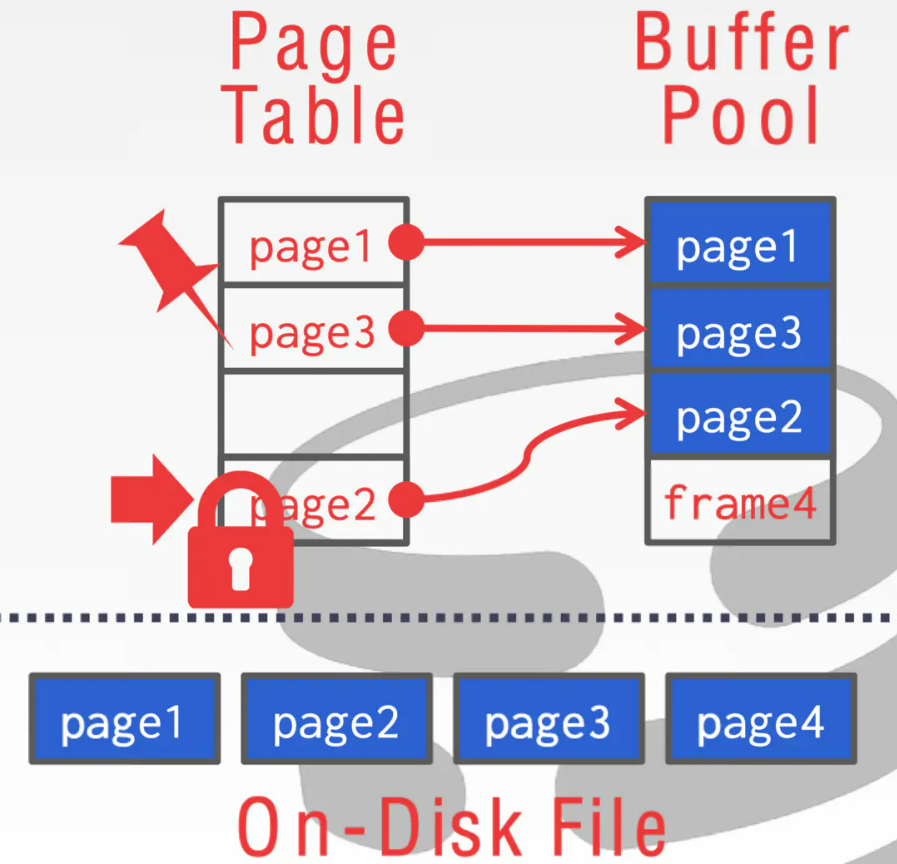 Page
Table
Buffer
Pool
page1
page3
page2
page1
page3
page2
frame4
page1
page2
page3
page4
On-Disk File